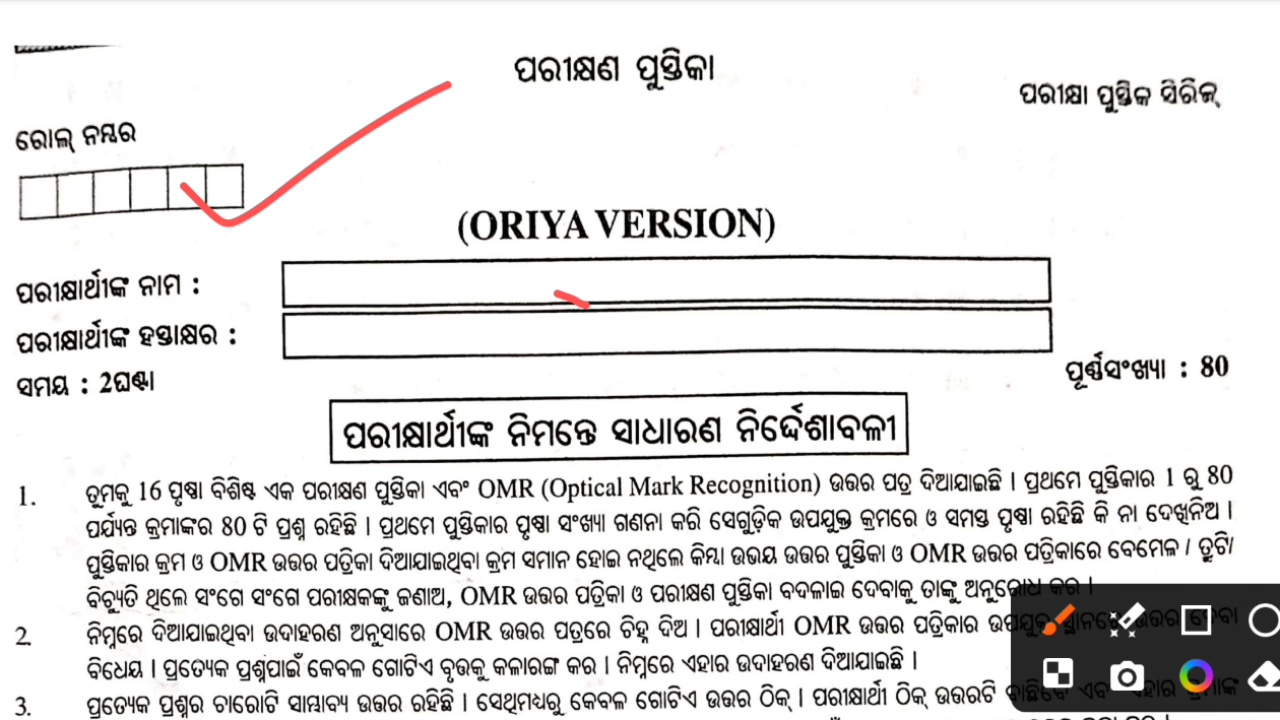 ପରୀକ୍ଷଣ ପୁସ୍ତିକା
ପରୀକ୍ଷା ପୁସ୍ତିକ ସିରିଜ୍
ରୋଲ୍ ନମ୍ବର
(ORIYA VERSION)
ପରୀକ୍ଷାର୍ଥୀଙ୍କ ନାମ :
ପରୀକ୍ଷାର୍ଥୀଙ୍କ ହସ୍ତାକ୍ଷର :
ସମୟ : 2ଘଣ୍ଟା
ପୂର୍ଣ୍ଣସଂଖ୍ୟା : 80
ପରୀକ୍ଷାର୍ଥୀଙ୍କ ନିମନ୍ତେ ସାଧାରଣ ନିର୍ଦ୍ଦେଶାବଳୀ
1. ତୁମକୁ 16 ପୃଷ୍ଠା ବିଶିଷ୍ଟ ଏକ ପରୀକ୍ଷଣ ପୁସ୍ତିକା ଏବଂ OMR (Optical Mark Recognition) ଉତ୍ତର ପତ୍ର ଦିଆଯାଇଛି । ପ୍ରଥମେ ପୁସ୍ତିକାର 1 ରୁ 80
ପର୍ଯ୍ୟନ୍ତ କ୍ରମାଙ୍କର 80 ଟି ପ୍ରଶ୍ନ ରହିଛି । ପ୍ରଥମେ ପୁସ୍ତିକାର ପୃଷ୍ଠା ସଂଖ୍ୟା ଗଣନା କରି ସେଗୁଡ଼ିକ ଉପଯୁକ୍ତ କ୍ରମରେ ଓ ସମସ୍ତ ପୃଷ୍ଠା ରହିଛି କି ନା ଦେଖିନିଅ ।
ପୁସ୍ତିକାର କ୍ରମ ଓ OMR ଉତ୍ତର ପତ୍ରିକା ଦିଆଯାଇଥିବା କ୍ରମ ସମାନ ହୋଇ ନଥିଲେ କିମ୍ବା ଉଭୟ ଉତ୍ତର ପୁସ୍ତିକା ଓ OMR ଉତ୍ତର ପତ୍ରିକାରେ ବେମେଳ / ତ୍ରୁଟି/
ବିଚ୍ୟୁତି ଥିଲେ ସଂଗେ ସଂଗେ ପରୀକ୍ଷକଙ୍କୁ ଜଣାଅ, OMR ଉତ୍ତର ପତ୍ରିକା ଓ ପରୀକ୍ଷଣ ପୁସ୍ତିକା ବଦଳାଇ ଦେବାକୁ ତାଙ୍କୁ ଅନୁରୋଧ କର ।
2. ନିମ୍ନରେ ଦିଆଯାଇଥିବା ଉଦାହରଣ ଅନୁସାରେ OMR ଉତ୍ତର ପତ୍ରରେ ଚିହ୍ନ ଦିଅ । ପରୀକ୍ଷାର୍ଥୀ OMR ଉତ୍ତର ପତ୍ରିକାର ଉପଯୁକ୍ତ ସ୍ଥାନରେ ଉତ୍ତର ଦେବା
ବିଧେୟ । ପ୍ରତ୍ୟେକ ପ୍ରଶ୍ନପାଇଁ କେବଳ ଗୋଟିଏ ବୃତ୍ତକୁ କଳାରଙ୍ଗ କର । ନିମ୍ନରେ ଏହାର ଉଦାହରଣ ଦିଆଯାଇଛି ।
3. ପ୍ରତ୍ୟେକ ପ୍ରଶ୍ନର ଚାରୋଟି ସାମ୍ଭାବ୍ୟ ଉତ୍ତର ରହିଛି । ସେଥିମଧ୍ୟରୁ କେବଳ ଗୋଟିଏ ଉତ୍ତର ଠିକ୍ । ପରୀକ୍ଷାର୍ଥୀ ଠିକ୍ ଉତ୍ତରଟି